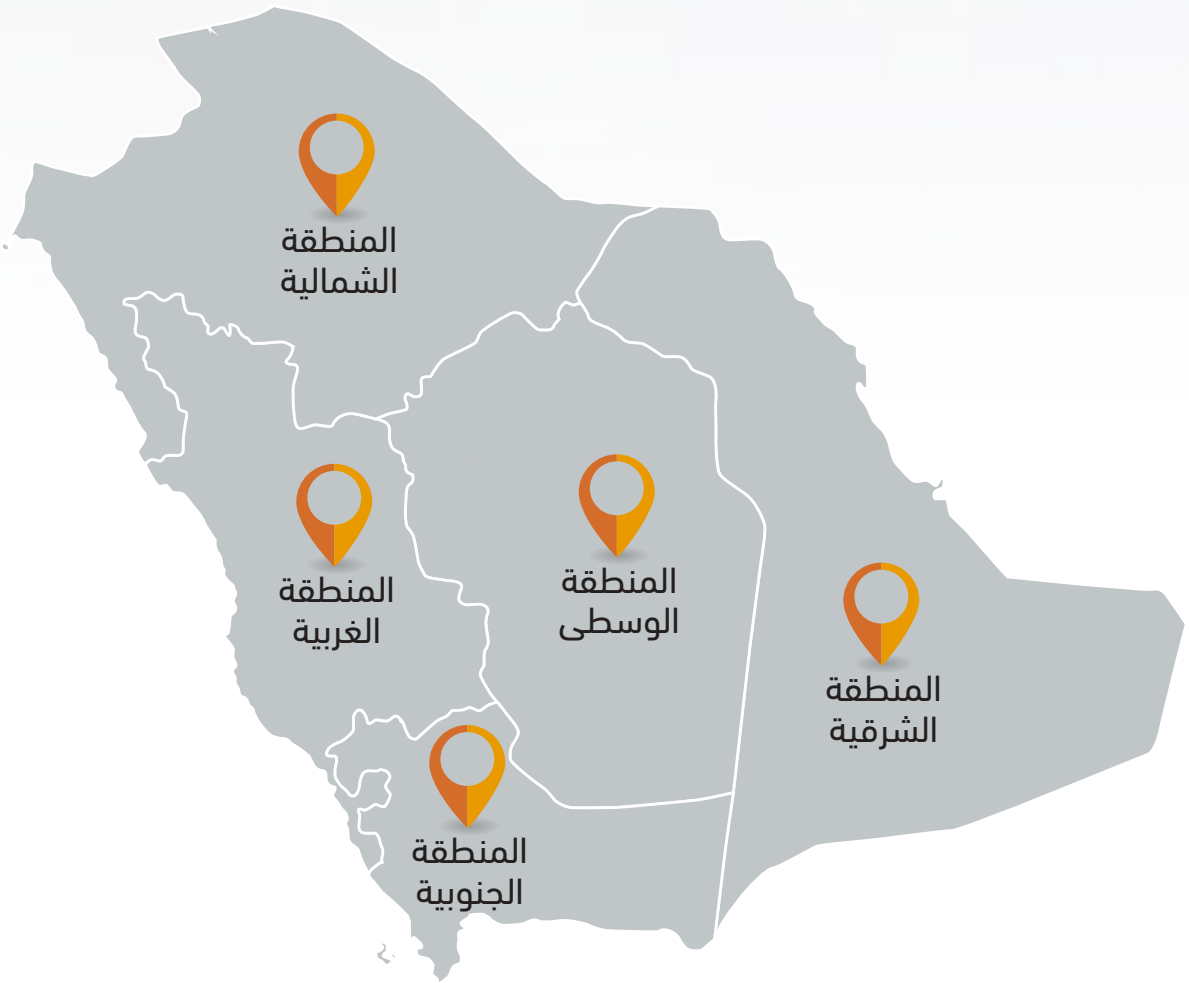 المنطقة
الشمالية
المنطقة
الغربية
المنطقة
الوسطى
المنطقة
الشرقية
المنطقة
الجنوبية